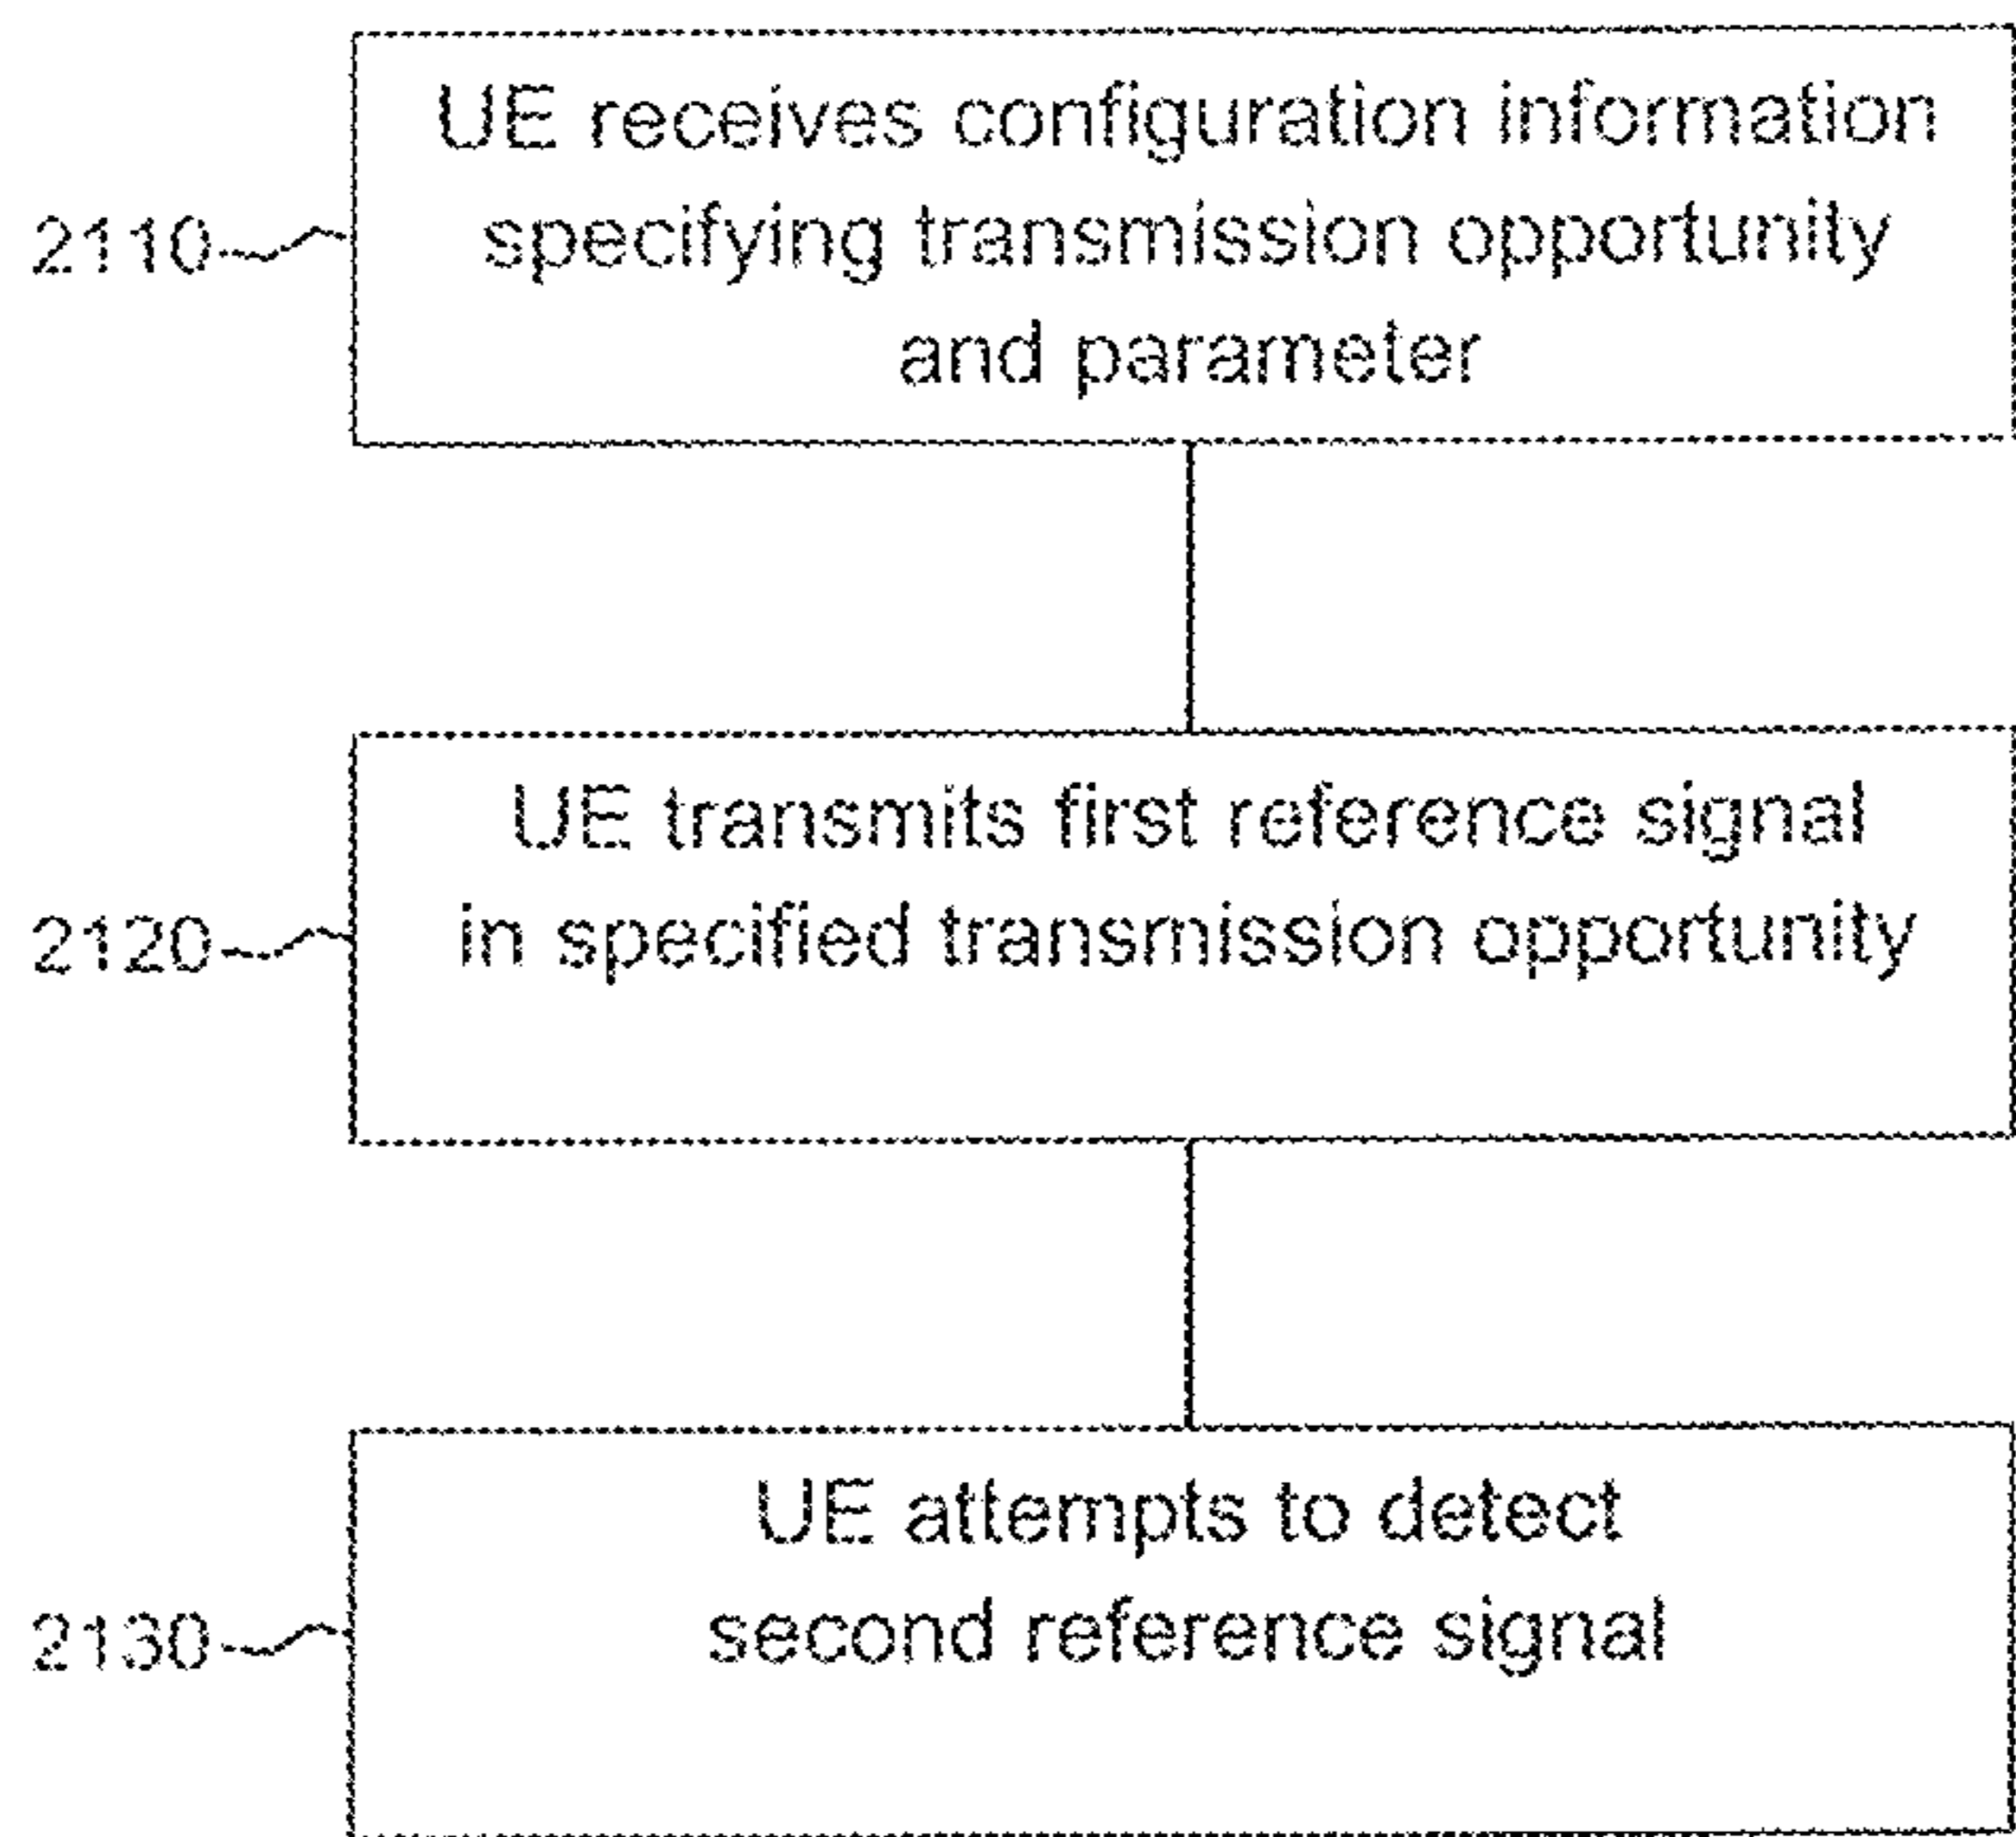 UE receives configuration information
specifying transmission opportunity
and parameter
2110
UE transmits first reference signal
in specified transmission opportunity
2120
UE attempts to detect
second reference signal
2130